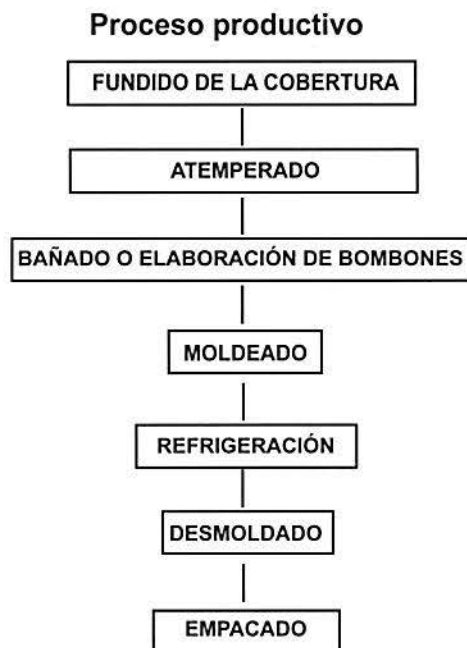 Proceso productivo
FUNDIDO DE LA COBERTURA
ATEMPERADO
BAÑADO O ELABORACIÓN DE BOMBONES
MOLDEADO
REFRIGERACIÓN
DESMOLDADO
EMPACADO